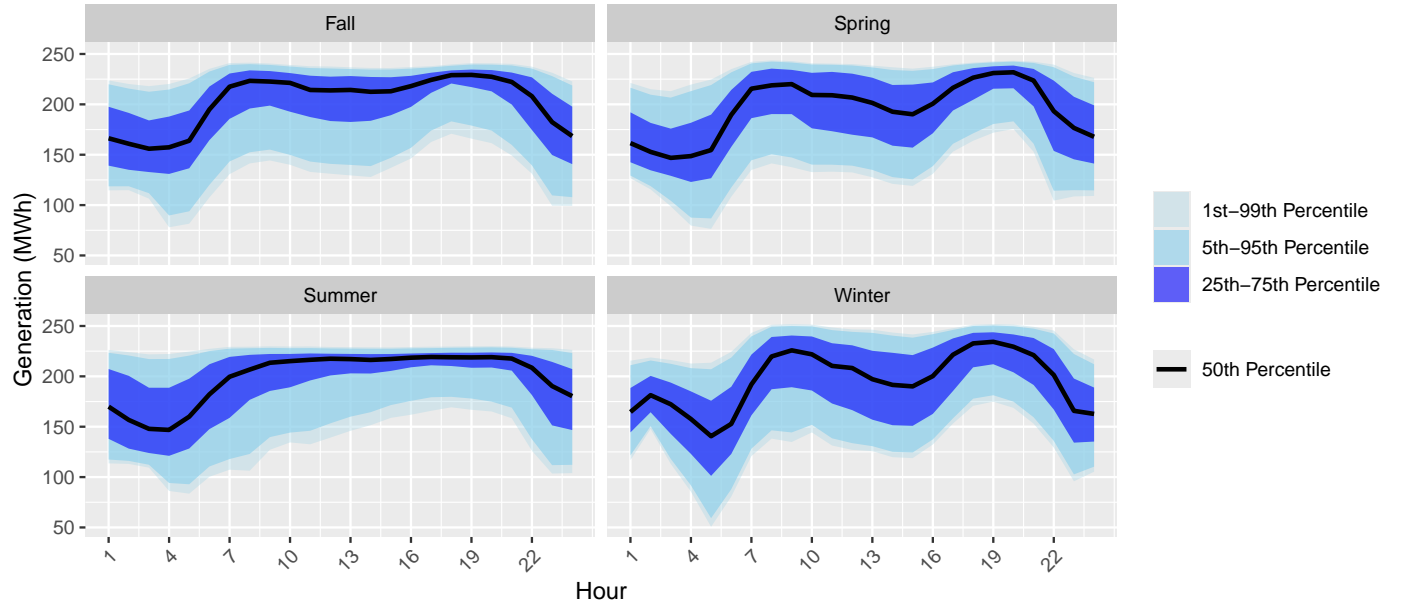 Fall
Spring
250
200
150
100
50
Summer
Winter
250
200
150
100
50
1
4
7
10
13
16
19
22
1
4
7
10
13
16
19
22
Hour
Generation (MWh)
1st−99th Percentile
5th−95th Percentile
25th−75th Percentile
50th Percentile